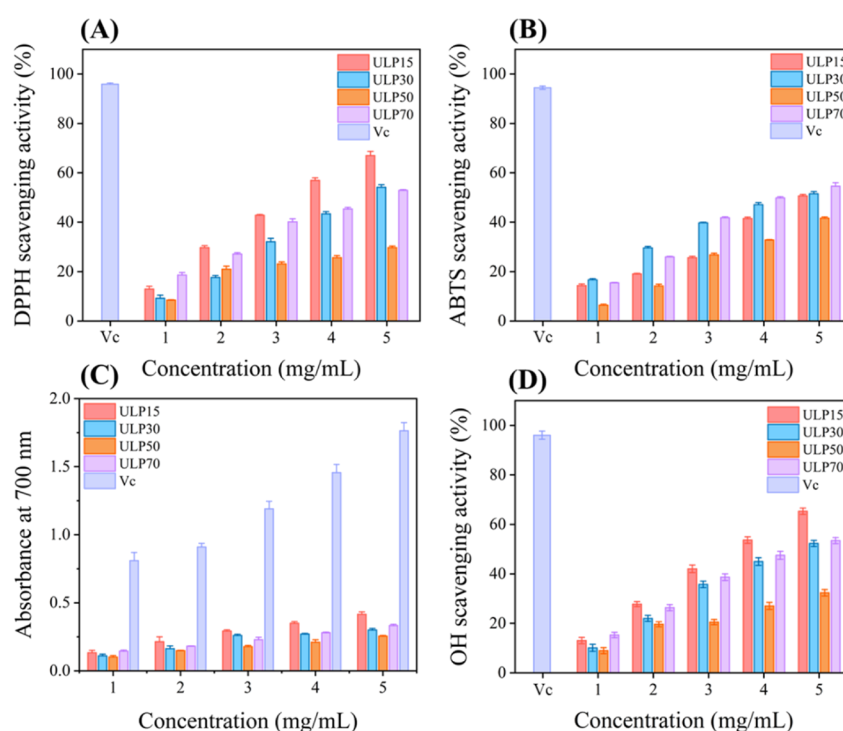 (A)
DPPH scavenging activity (%)
100
80
60
40
20
0
ULP15
ULP30
ULP50
ULP70
Vc
Vc 1 2 3 4 5
Concentration (mg/mL)
(B)
ABTS scavenging activity (%)
100
80
60
40
20
0
ULP15
ULP30
ULP50
ULP70
Vc
Vc 1 2 3 4 5
Concentration (mg/mL)
(C)
Absorbance at 700 nm
2.0
1.5
1.0
0.5
0.0
ULP15
ULP30
ULP50
ULP70
Vc
1 2 3 4 5
Concentration (mg/mL)
(D)
OH scavenging activity (%)
100
80
60
40
20
0
ULP15
ULP30
ULP50
ULP70
Vc
Vc 1 2 3 4 5
Concentration (mg/mL)